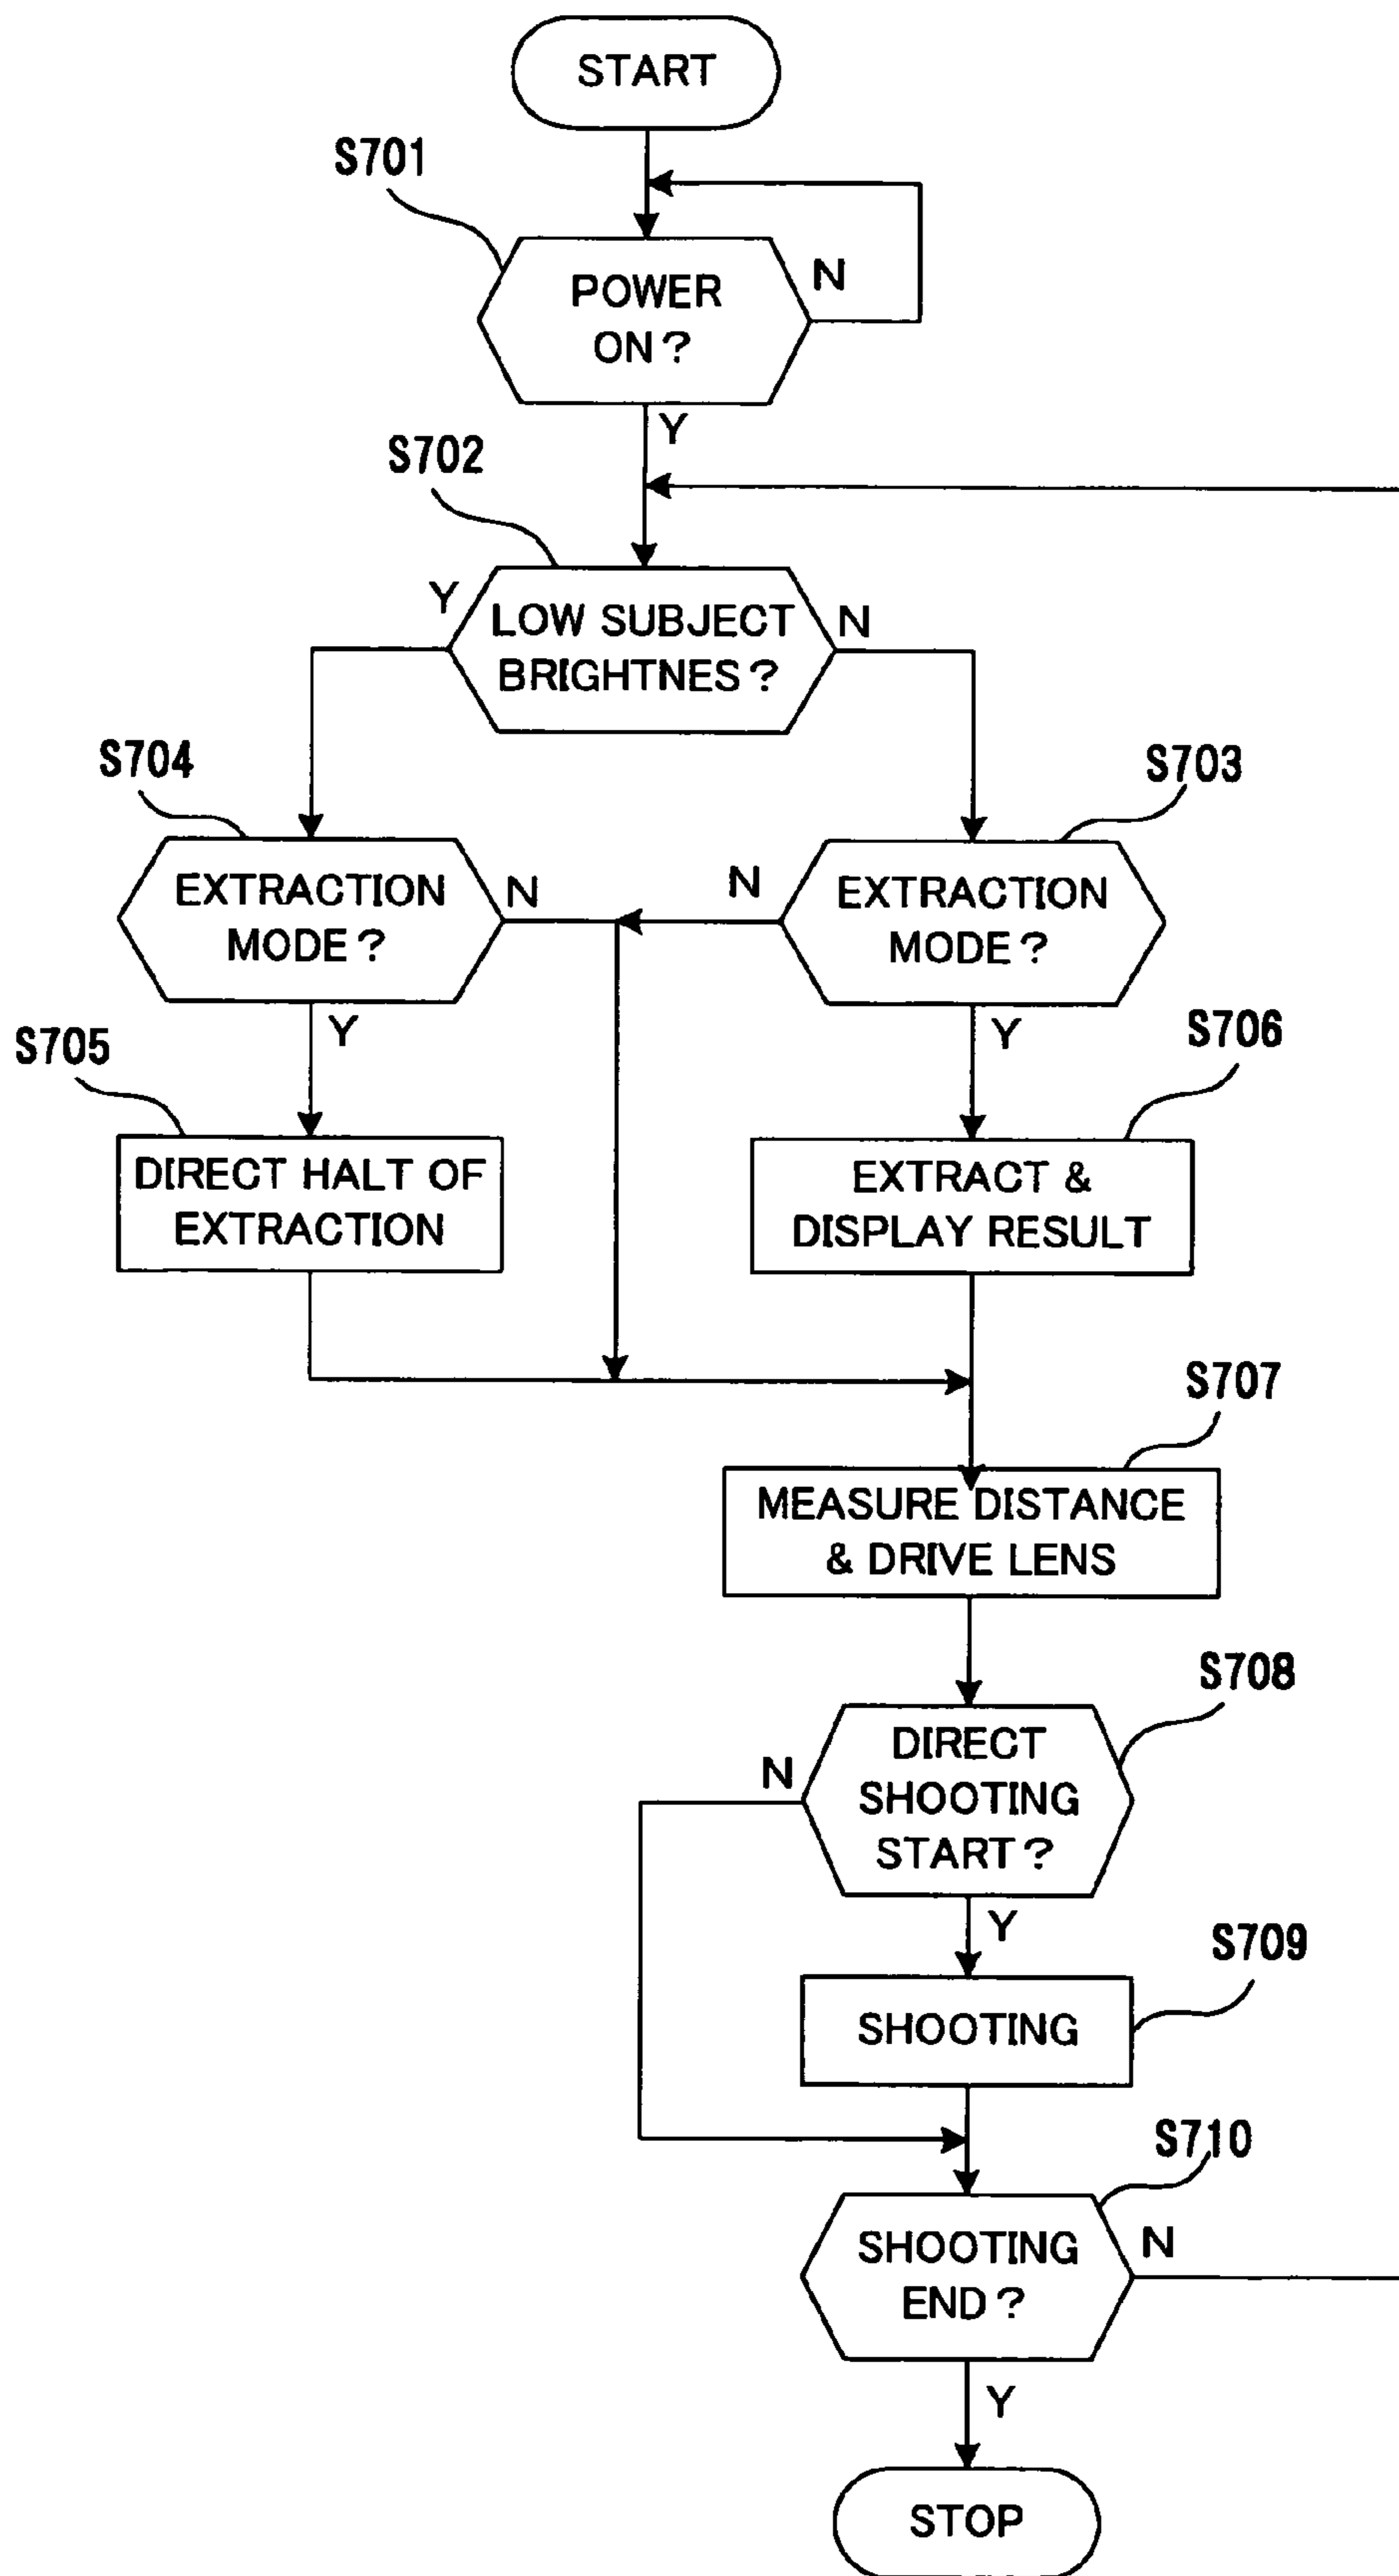 START
S701
POWER
ON?
N
Y
S702
Y
LOW SUBJECT
BRIGHTNES?
N
S704
S703
EXTRACTION
MODE?
N
N
EXTRACTION
MODE?
Y
Y
S705
S706
DIRECT HALT OF
EXTRACTION
EXTRACT &
DISPLAY RESULT
S707
MEASURE DISTANCE
& DRIVE LENS
S708
N
DIRECT
SHOOTING
START?
Y
S709
SHOOTING
S710
SHOOTING
END?
N
Y
STOP